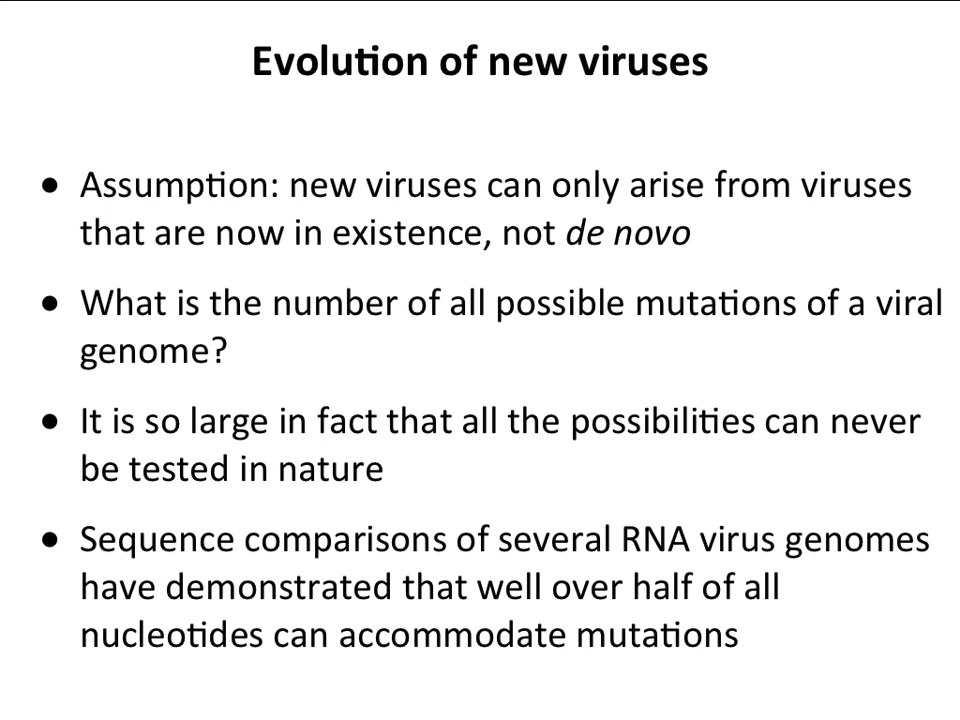 Evolution of new viruses
• Assumption: new viruses can only arise from viruses
that are now in existence, not de novo
• What is the number of all possible mutations of a viral
genome?
• It is so large in fact that all the possibilities can never
be tested in nature
• Sequence comparisons of several RNA virus genomes
have demonstrated that well over half of all
nucleotides can accommodate mutations